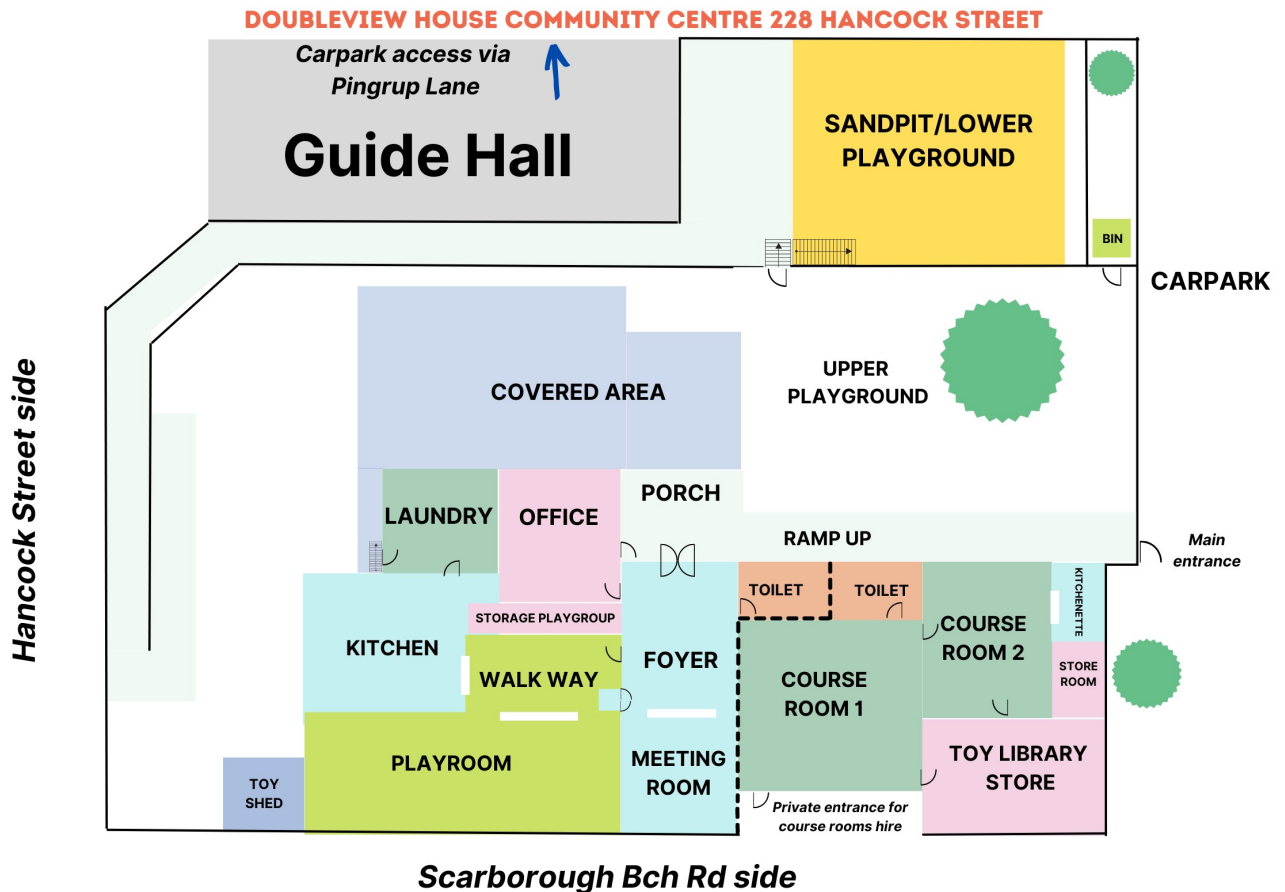 DOUBLEVIEW HOUSE COMMUNITY CENTRE 228 HANCOCK STREET
Carpark access via
Pingrup Lane
Guide Hall
SANDPIT/LOWER
PLAYGROUND
BIN
CARPARK
COVERED AREA
UPPER
PLAYGROUND
Hancock Street side
LAUNDRY
OFFICE
PORCH
RAMP UP
Main
entrance
TOILET
TOILET
KITCHENETTE
STORAGE PLAYGROUP
KITCHEN
FOYER
COURSE
ROOM 2
WALK WAY
COURSE
ROOM 1
STORE
ROOM
PLAYROOM
MEETING
ROOM
TOY LIBRARY
STORE
TOY
SHED
Private entrance for
course rooms hire
Scarborough Bch Rd side